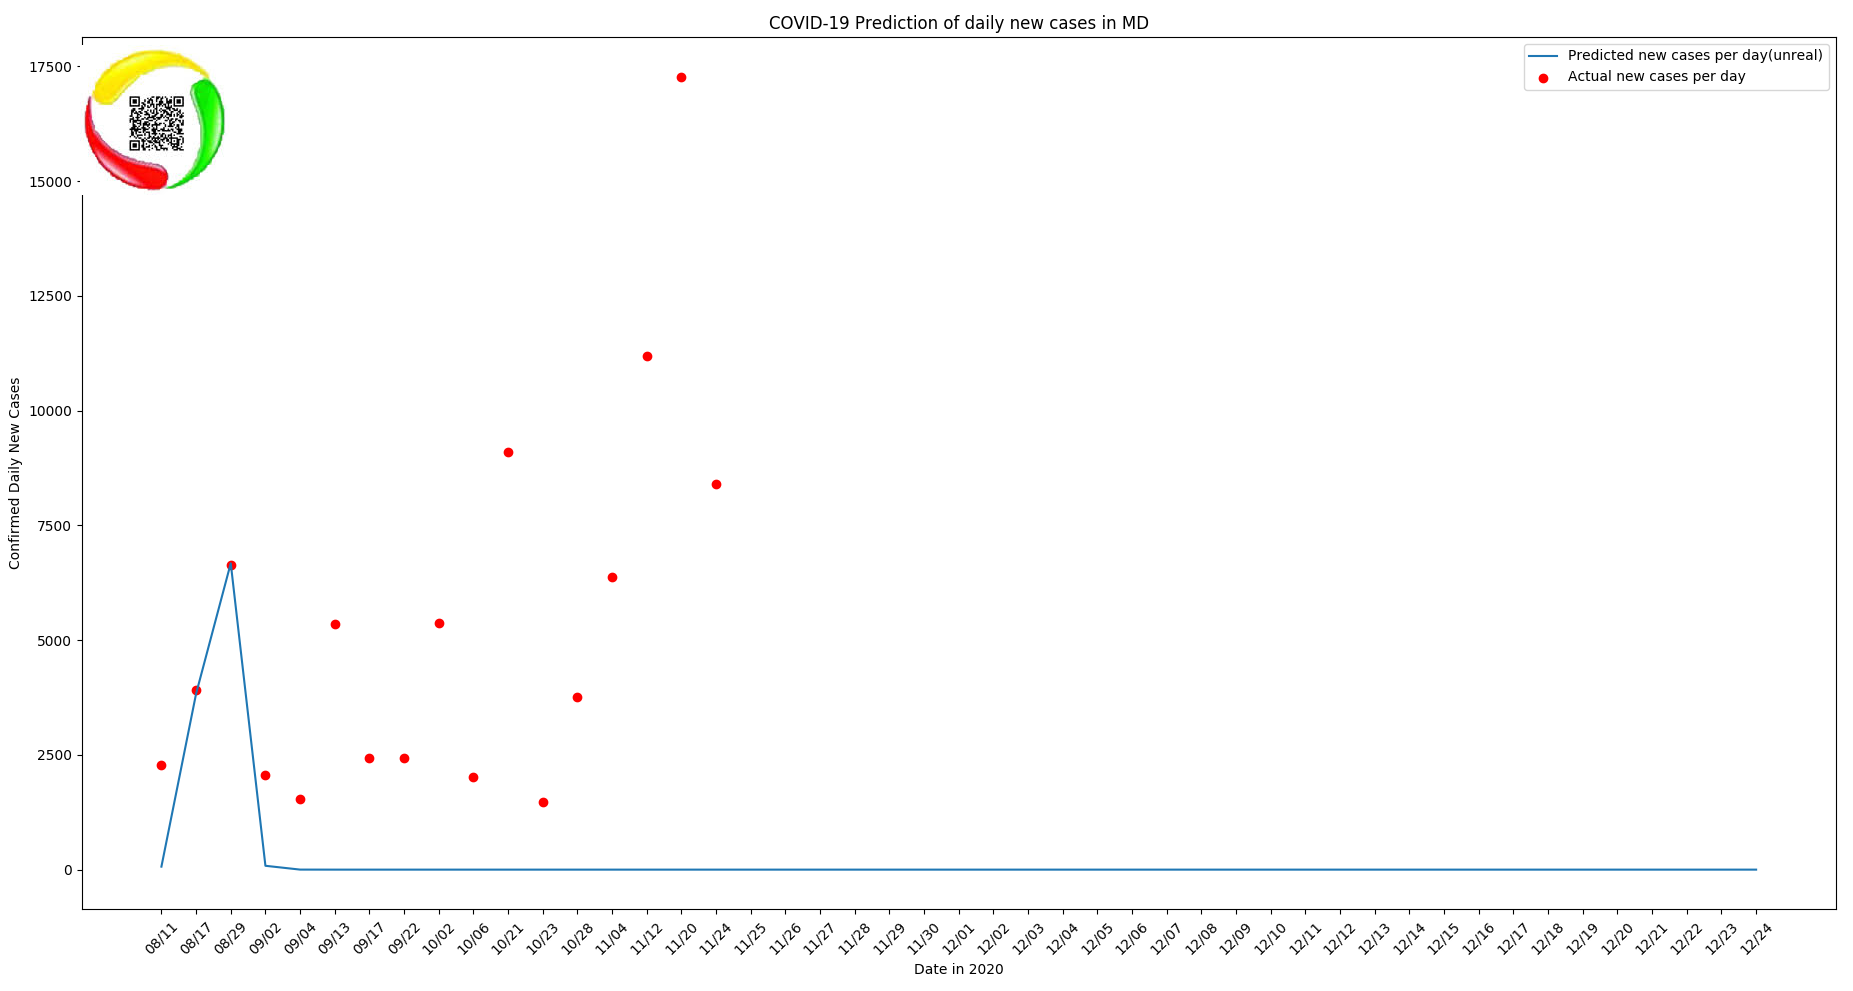 COVID-19 Prediction of daily new cases in MD
Predicted new cases per day(unreal)
Actual new cases per day
17500
15000
12500
10000
7500
5000
2500
0
Confirmed Daily New Cases
08/11 08/17 08/29 09/02 09/04 09/13 09/17 09/22 10/02 10/06 10/21 10/23 10/28 11/04 11/12 11/20 11/24 11/25 11/26 11/27 11/28 11/29 11/30 12/01 12/02 12/03 12/04 12/05 12/06 12/07 12/08 12/09 12/10 12/11 12/12 12/13 12/14 12/15 12/16 12/17 12/18 12/19 12/20 12/21 12/22 12/23 12/24
Date in 2020